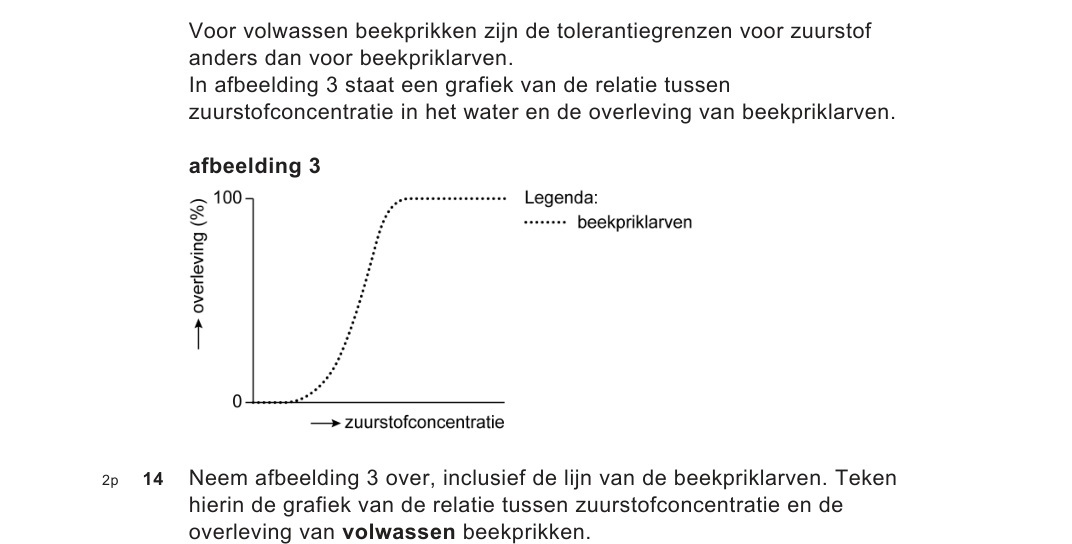 Voor volwassen beekprikken zijn de tolerantiegrenzen voor zuurstof
anders dan voor beekpriklarven.
In afbeelding 3 staat een grafiek van de relatie tussen
zuurstofconcentratie in het water en de overleving van beekpriklarven.
afbeelding 3
overleving (%)
100
0
zuurstofconcentratie
Legenda:
beekpriklarven
2p 14 Neem afbeelding 3 over, inclusief de lijn van de beekpriklarven. Teken
hierin de grafiek van de relatie tussen zuurstofconcentratie en de
overleving van volwassen beekprikken.